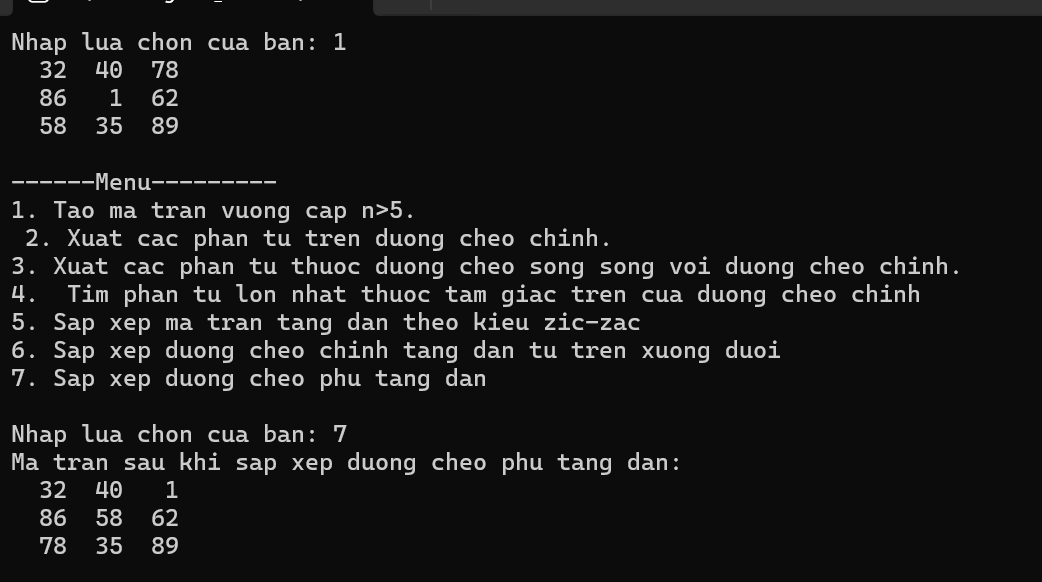 Nhap lua chon cua ban: 1
  32  40  78
  86   1  62
  58  35  89
------Menu---------
1. Tao ma tran vuong cap n>5.
 2. Xuat cac phan tu tren duong cheo chinh.
3. Xuat cac phan tu thuoc duong cheo song song voi duong cheo chinh.
4.  Tim phan tu lon nhat thuoc tam giac tren cua duong cheo chinh
5. Sap xep ma tran tang dan theo kieu zic-zac
6. Sap xep duong cheo chinh tang dan tu tren xuong duoi
7. Sap xep duong cheo phu tang dan
Nhap lua chon cua ban: 7
Ma tran sau khi sap xep duong cheo phu tang dan:
  32  40   1
  86  58  62
  78  35  89